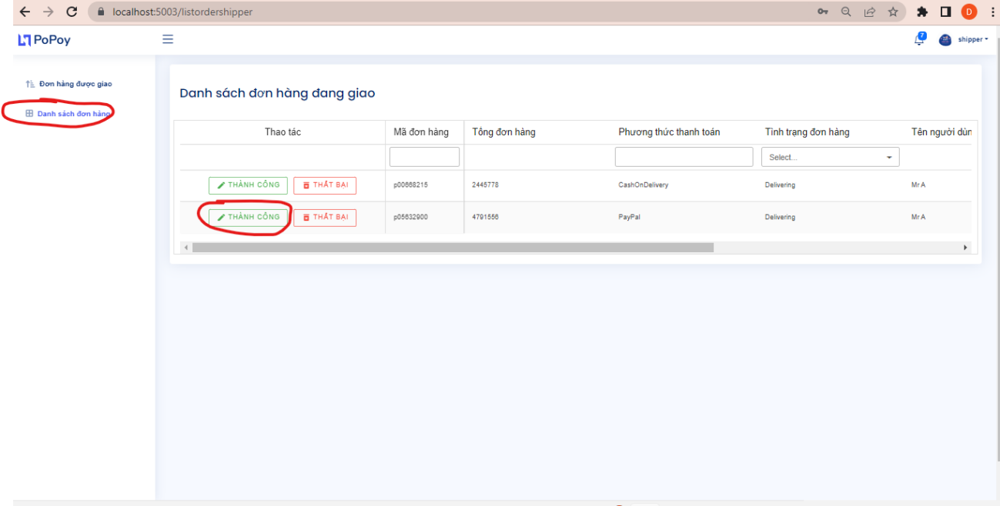 localhost:5003/listordershipper
D
PoPoy
7
shipper
Đơn hàng được giao
Danh sách đơn hàng
Danh sách đơn hàng đang giao
Thao tác Mã đơn hàng Tổng đơn hàng Phương thức thanh toán Tình trạng đơn hàng Tên người dùn
Select...
THÀNH CÔNG THẤT BẠI p00668215 2445778 CashOnDelivery Delivering Mr A
THÀNH CÔNG THẤT BẠI p05632900 4791556 PayPal Delivering Mr A